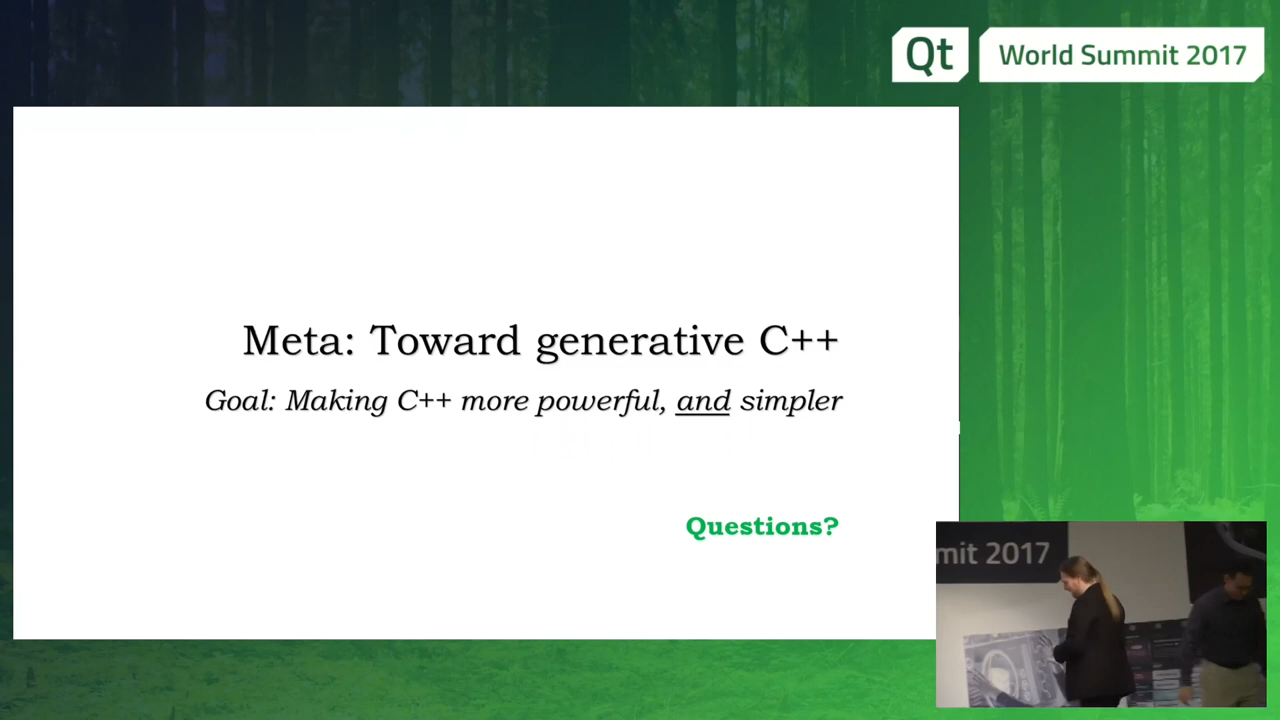 Qt World Summit 2017
Meta: Toward generative C++
Goal: Making C++ more powerful, and simpler
Questions?
mit 2017